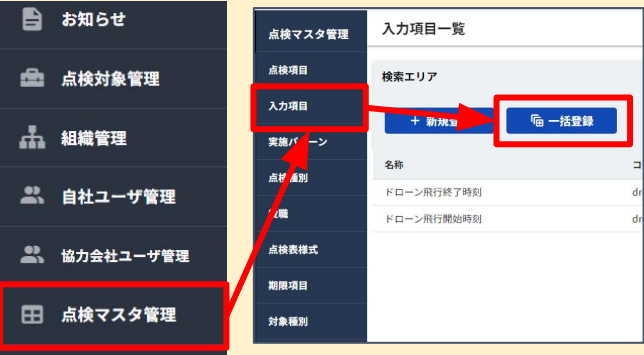 お知らせ
点検対象管理
組織管理
自社ユーザ管理
協力会社ユーザ管理
点検マスタ管理
点検マスタ管理
点検項目
入力項目
実施パターン
点検種別
役職
点検表様式
期限項目
対象種別
入力項目一覧
検索エリア
+ 新規登
一括登録
名称 コ
ドローン飛行終了時刻 dr
ドローン飛行開始時刻 dr